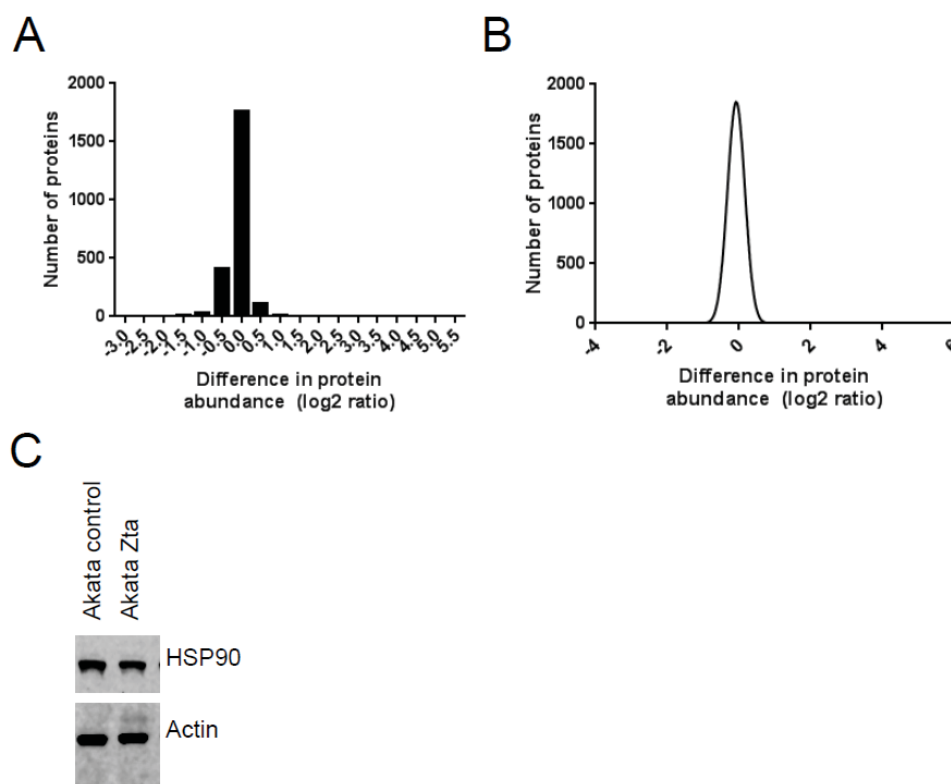 A
2000
1500
1000
500
0
Number of proteins
-3.0 -2.5 -2.0 -1.5 -1.0 -0.5 0.0 0.5 1.0 1.5 2.0 2.5 3.0 3.5 4.0 4.5 5.0 5.5
Difference in protein
abundance (log2 ratio)
B
2000
1500
1000
500
0
Number of proteins
-4 -2 0 2 4 6
Difference in protein
abundance (log2 ratio)
C
Akata control
Akata Zta
HSP90
Actin